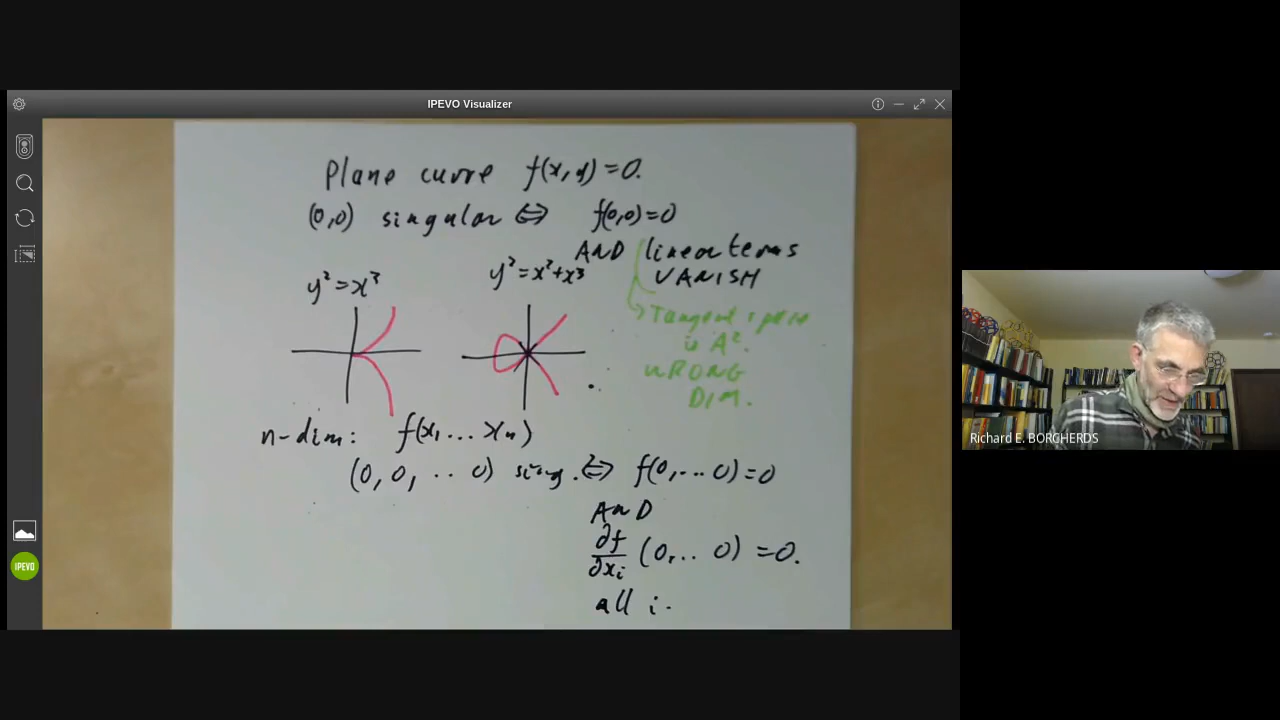 IPEVO Visualizer
Plane curve f(x,y)=0.
(0,0) singular ⇔ f(0,0)=0
AND linear terms
VANISH
y²=x³
y²=x²+x³
Tangent space
is A².
WRONG
DIM.
n-dim: f(x₁ ... xₙ)
(0, 0, .. 0) sing. ⇔ f(0, ... 0)=0
AND
∂f/∂xᵢ (0, .. 0) = 0.
all i.
IPEVO
Richard E. BORCHERDS